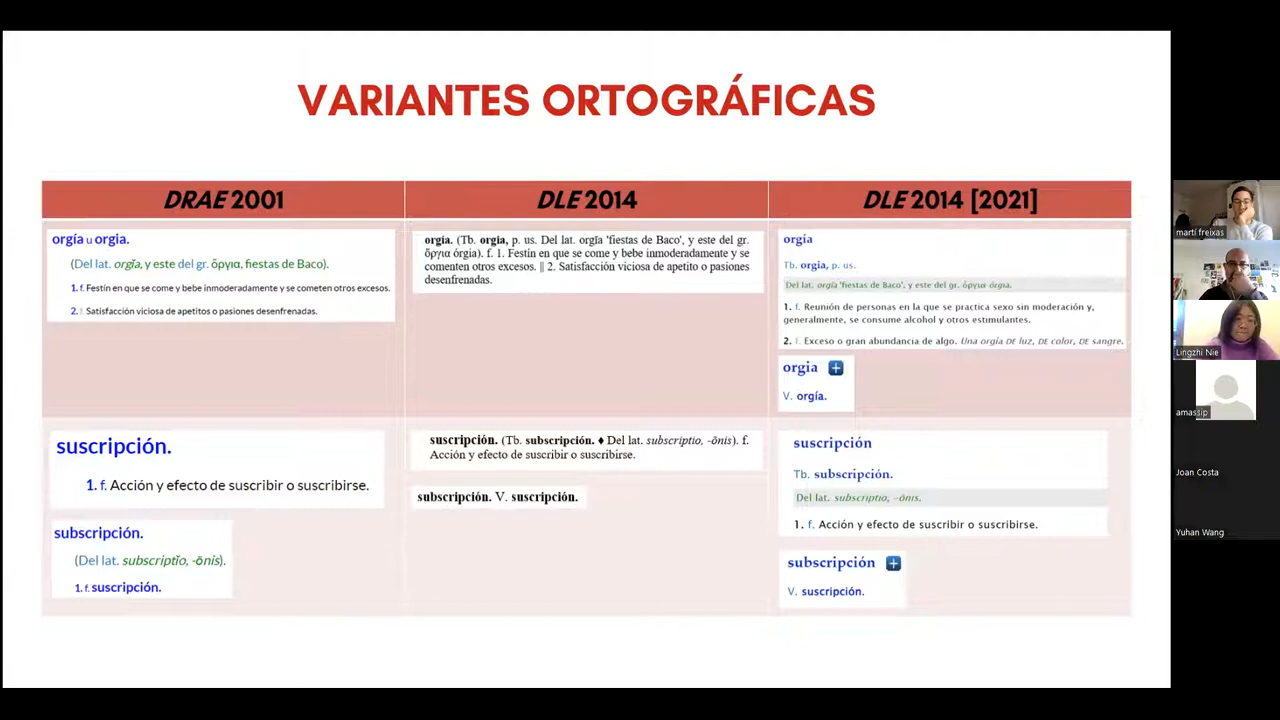 VARIANTES ORTOGRÁFICAS
DRAE 2001
DLE 2014
DLE 2014 [2021]
orgía u orgia.
(Del lat. orgĭa, y este del gr. ὄργια, fiestas de Baco).
1. f. Festín en que se come y bebe inmoderadamente y se cometen otros excesos.
2. f. Satisfacción viciosa de apetitos o pasiones desenfrenadas.
orgía. (Tb. orgia, p. us. Del lat. orgĭa 'fiestas de Baco', y este del gr.
ὄργια órgia). f. 1. Festín en que se come y bebe inmoderadamente y se
comenten otros excesos. || 2. Satisfacción viciosa de apetito o pasiones
desenfrenadas.
orgía
Tb. orgia, p. us.
Del lat. orgĭa 'fiestas de Baco', y este del gr. ὄργια órgia.
1. f. Reunión de personas en la que se practica sexo sin moderación y,
generalmente, se consume alcohol y otros estimulantes.
2. f. Exceso o gran abundancia de algo. Una orgía DE luz, DE color, DE sangre.
orgia +
V. orgía.
suscripción.
1. f. Acción y efecto de suscribir o suscribirse.
subscripción.
(Del lat. subscriptĭo, -ōnis).
1. f. suscripción.
suscripción. (Tb. subscripción. ♦ Del lat. subscriptio, -ōnis). f.
Acción y efecto de suscribir o suscribirse.
subscripción. V. suscripción.
suscripción
Tb. subscripción.
Del lat. subscriptio, -ōnis.
1. f. Acción y efecto de suscribir o suscribirse.
subscripción +
V. suscripción.
martí freixas
Lingzhi Nie
amassip
Joan Costa
Yuhan Wang